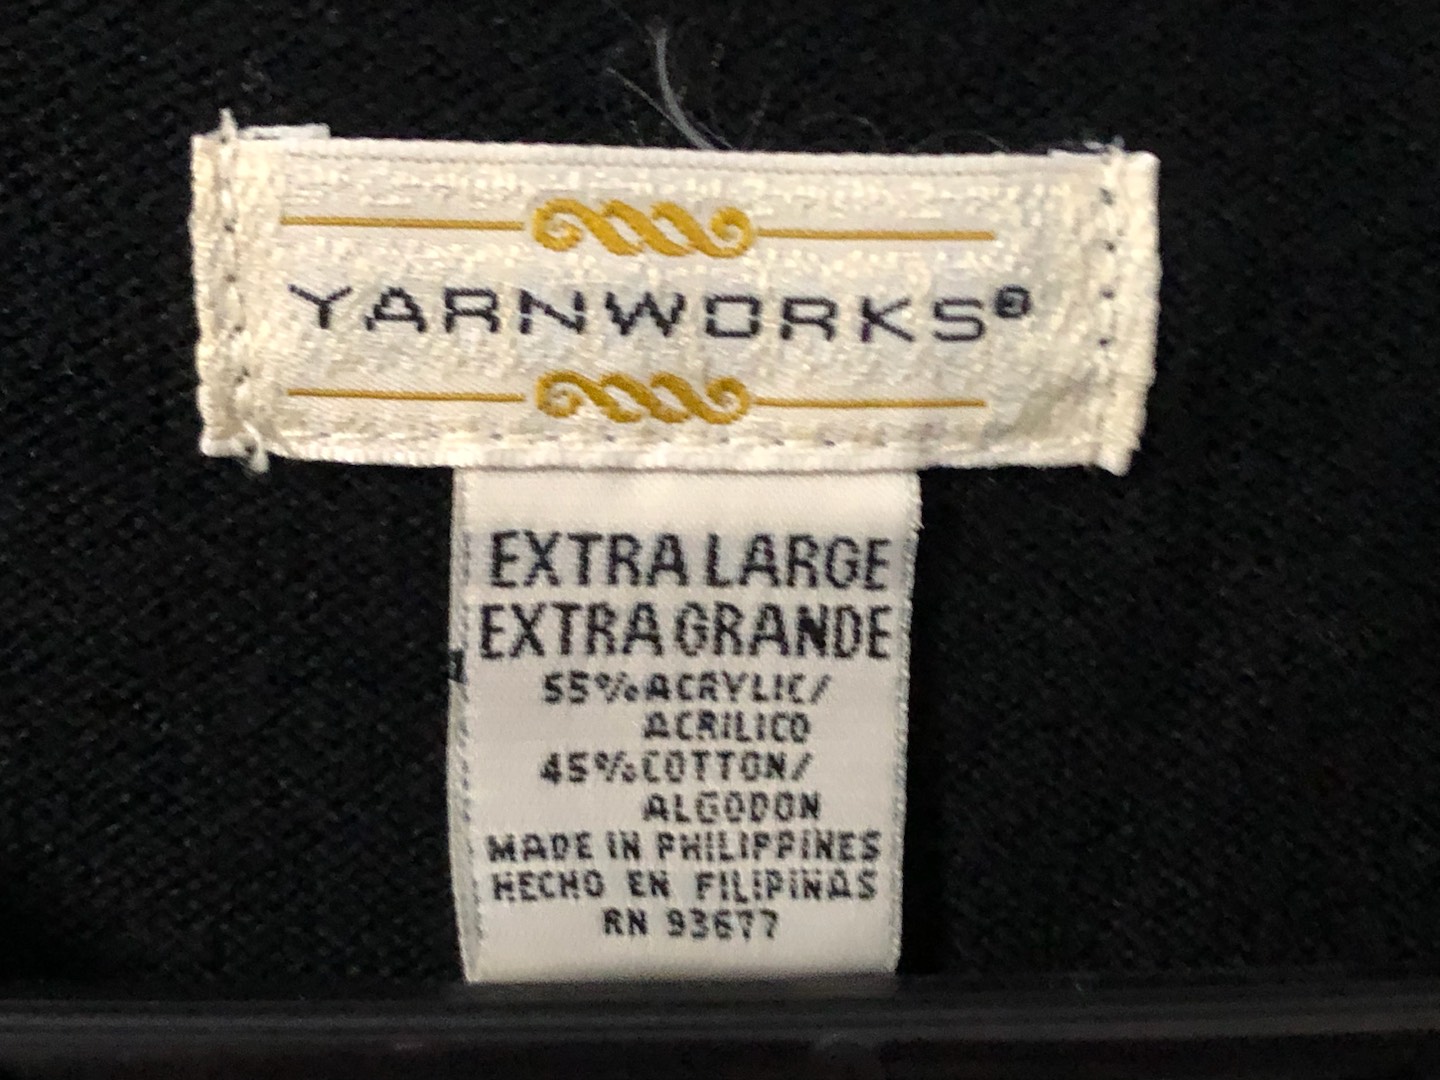 YARNWORKS®
EXTRA LARGE
EXTRA GRANDE
55% ACRYLIC/
ACRILICO
45% COTTON/
ALGODON
MADE IN PHILIPPINES
HECHO EN FILIPINAS
RN 93677